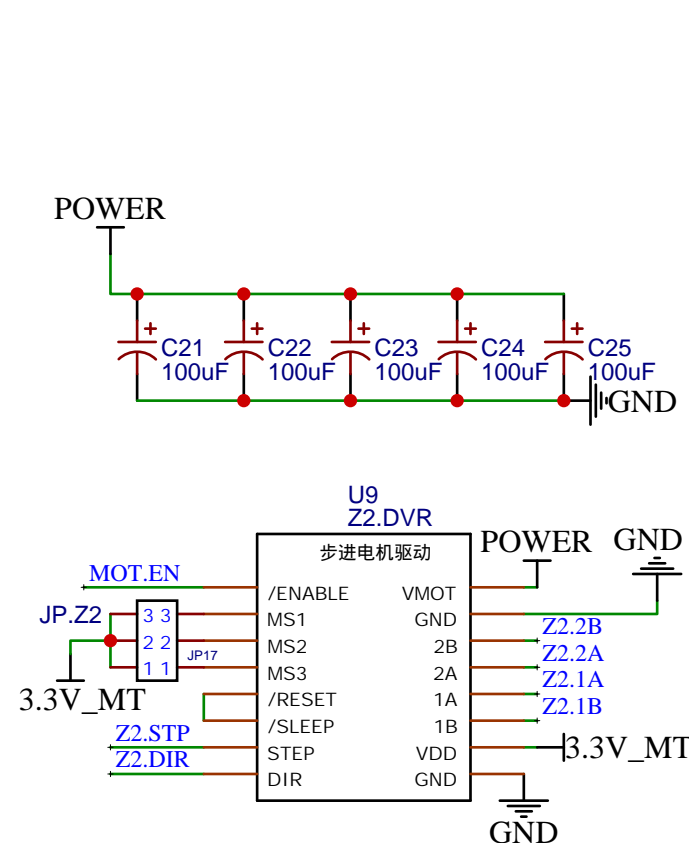 POWER
+ + + + +
C21 C22 C23 C24 C25
100uF 100uF 100uF 100uF 100uF
GND
U9
Z2.DVR
步进电机驱动
POWER
GND
MOT.EN
/ENABLE VMOT
JP.Z2
3 3
MS1 GND
Z2.2B
2 2
JP17
MS2 2B
Z2.2A
1 1
MS3 2A
Z2.1A
3.3V_MT
/RESET 1A
Z2.1B
/SLEEP 1B
Z2.STP
STEP VDD
3.3V_MT
Z2.DIR
DIR GND
GND